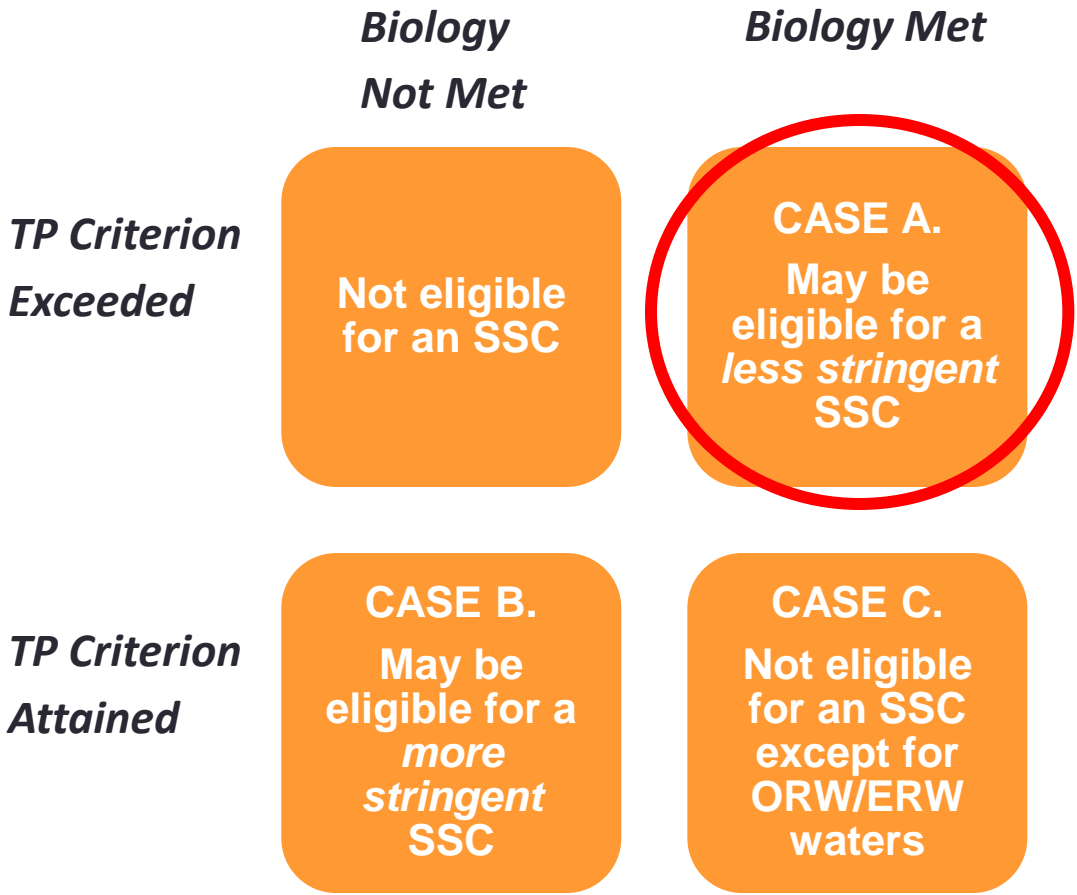 Biology
Not Met
Biology Met
TP Criterion
Exceeded
Not eligible
for an SSC
CASE A.
May be
eligible for a
less stringent
SSC
TP Criterion
Attained
CASE B.
May be
eligible for a
more
stringent
SSC
CASE C.
Not eligible
for an SSC
except for
ORW/ERW
waters